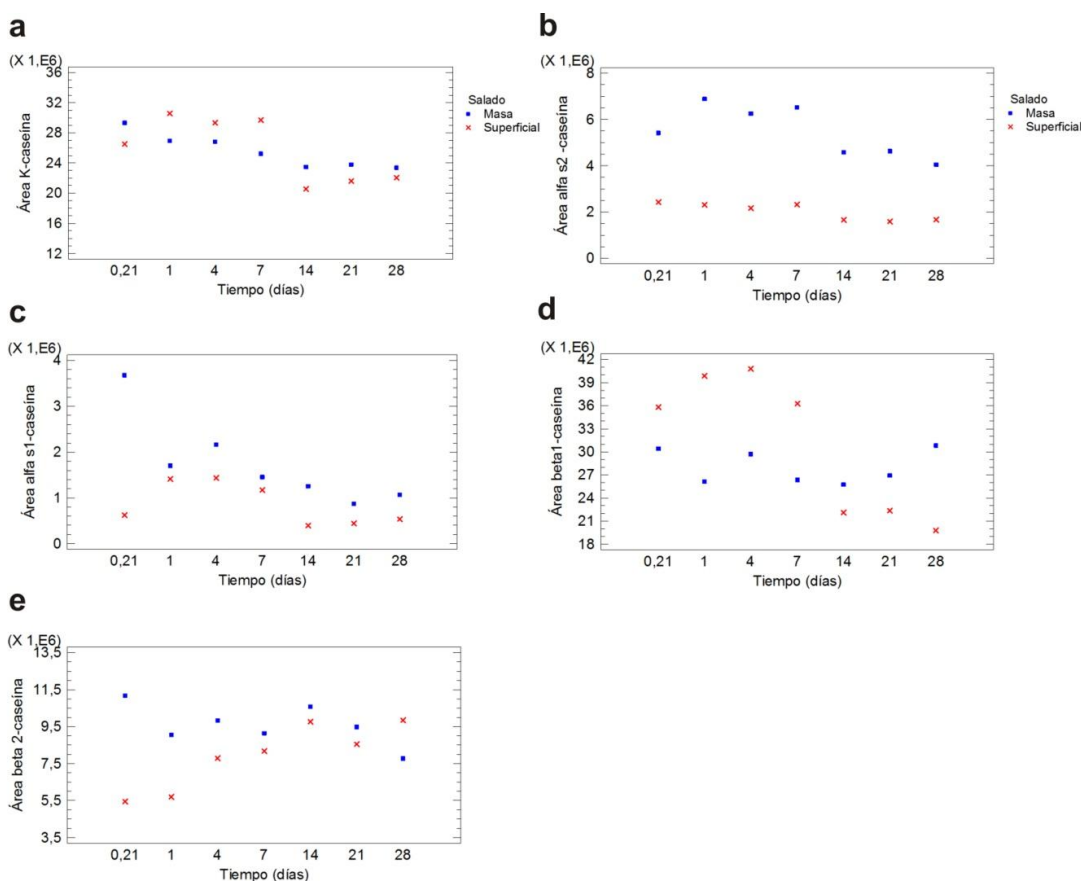 a
(X 1,E6)
36
32
28
24
20
16
12
Área K-caseína
0,21 1 4 7 14 21 28
Tiempo (días)
Salado
Masa
Superficial
b
(X 1,E6)
8
6
4
2
0
Área alfa s2 -caseína
0,21 1 4 7 14 21 28
Tiempo (días)
Salado
Masa
Superficial
c
(X 1,E6)
4
3
2
1
0
Área alfa s1-caseína
0,21 1 4 7 14 21 28
Tiempo (días)
d
(X 1,E6)
42
39
36
33
30
27
24
21
18
Área beta1-caseína
0,21 1 4 7 14 21 28
Tiempo (días)
e
(X 1,E6)
13,5
11,5
9,5
7,5
5,5
3,5
Área beta 2-caseína
0,21 1 4 7 14 21 28
Tiempo (días)